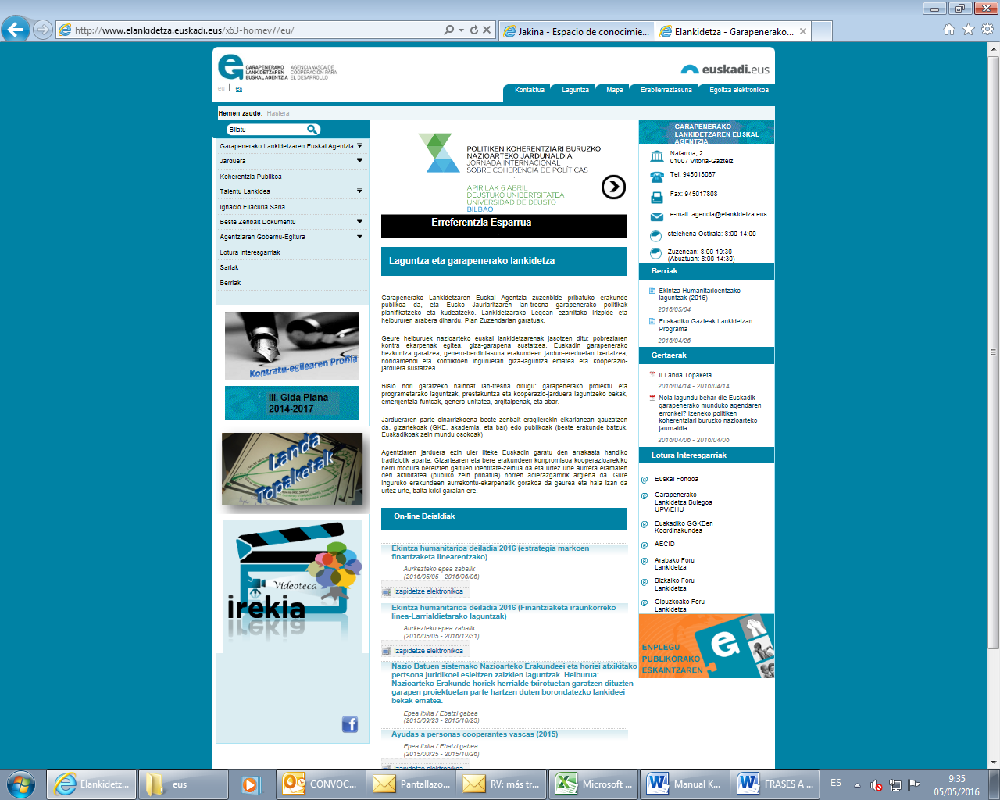 http://www.elankidetza.euskadi.eus/x63-homev7/eu/
Jakina - Espacio de conocimie...
Elankidetza - Garapenerako...
GARAPENERAKO
LANKIDETZAREN
EUSKAL AGENTZIA
AGENCIA VASCA DE
COOPERACIÓN PARA
EL DESARROLLO
euskadi.eus
eu | es
Kontaktua Laguntza Mapa Erabilerraztasuna Egoitza elektronikoa
Hemen zaude: Hasiera
Bilatu
Garapenerako Lankidetzaren Euskal Agentzia
Jarduera
Koherentzia Publikoa
Talentu Lankidea
Ignacio Ellacuria Saria
Beste Zenbait Dokumentu
Agentziaren Gobernu-Egitura
Lotura Interesgarriak
Sariak
Berriak
Kontratu-egilearen Profila
III. Gida Plana
2014-2017
Landa
Topaketak
Videoteca
irekia
POLITIKEN KOHERENTZIARI BURUZKO
NAZIOARTEKO JARDUNALDIA
JORNADA INTERNACIONAL
SOBRE COHERENCIA DE POLÍTICAS
APIRILAK 6 ABRIL
DEUSTUKO UNIBERTSITATEA
UNIVERSIDAD DE DEUSTO
BILBAO
Erreferentzia Esparrua
Laguntza eta garapenerako lankidetza
Garapenerako Lankidetzaren Euskal Agentzia zuzenbide pribatuko erakunde
publikoa da, eta Eusko Jaurlaritzaren lan-tresna garapenerako politikak
planifikatzeko eta kudeatzeko. Lankidetzarako Legean ezarritako irizpide eta
helbururen arabera dihardu, Plan Zuzendarian garatuak.
Geure helburuek nazioarteko euskal lankidetzarenak jasotzen ditu: pobreziaren
kontra ekarpenak egitea, giza-garapena sustatzea, Euskadin garapenerako
hezkuntza garatzea, genero-berdintasuna erakundeen jardun-ereduetan txertatzea,
hondamendi eta konfliktoen inguruetan giza-laguntza ematea eta kooperazio-
jarduera sustatzea.
Bisio hori garatzeko hainbat lan-tresna ditugu: garapenerako proiektu eta
programetarako laguntzak, prestakuntza eta kooperazio-jarduera laguntzeko bekak,
emergentzia-funtsak, genero-unitatea, argitalpenak, eta abar.
Jardueraren parte oinarrizkoena beste zenbait eragilerekin elkarlanean gauzatzen
da, gizartekoak (GKE, akademia, eta bar) edo publikoak (beste erakunde batzuk,
Euskadikoak zein mundu osokoak)
Agentziaren jarduera ezin uler liteke Euskadin garatu den arrakasta handiko
tradiziotik aparte. Gizartearen eta bere erakundeen konpromisoa kooperazioarekiko
herri modura bereizten gaituen identitate-zeinua da eta urtez urte aurrera eramaten
den aktibitatea (publiko zein pribatua) horren adierazgarririk argiena da. Gure
inguruko erakundeen aurrekontu-ekarpenetik gorakoa da geurea eta hala izan da
urtez urte, baita krisi-garaian ere.
On-line Deialdiak
Ekintza humanitarioa deiladia 2016 (estrategia markoen
finantzaketa linearentzako)
Aurkezteko epea zabalik
(2016/05/05 - 2016/06/06)
Izapidetze elektronikoa
Ekintza humanitarioa deiladia 2016 (Finantziaketa iraunkorreko
linea-Larrialdietarako laguntzak)
Aurkezteko epea zabalik
(2016/05/05 - 2016/12/31)
Izapidetze elektronikoa
Nazio Batuen sistemako Nazioarteko Erakundeei eta horiei atxikitako
pertsona juridikoei esleitzen zaizkien laguntzak. Helburua:
Nazioarteko Erakunde horiek herrialde txirotuetan garatzen dituzten
garapen proiektuetan parte hartzen duten borondatezko lankideei
bekak ematea.
Epea itxita / Ebatzi gabea
(2015/09/23 - 2015/10/23)
Ayudas a personas cooperantes vascas (2015)
Epea itxita / Ebatzi gabea
(2015/09/25 - 2015/10/26)
Izapidetze elektronikoa
GARAPENERAKO
LANKIDETZAREN EUSKAL
AGENTZIA
Nafarroa, 2
01007 Vitoria-Gasteiz
Tel: 945018087
Fax: 945017808
e-mail: agencia@elankidetza.eus
astelehena-Ostirala: 8:00-14:00
Zuzenean: 8:00-19:30
(Abuztuan: 8:00-14:30)
Berriak
Ekintza Humanitarioentzako
laguntzak (2016)
2016/05/04
Euskadiko Gazteak Lankidetzan
Programa
2016/04/26
Gertaerak
II Landa Topaketa.
2016/04/14 - 2016/04/14
Nola lagundu behar die Euskadik
garapenerako munduko agendaren
erronkei? Izeneko politiken
koherentziari buruzko nazioarteko
jaurnaldia
2016/04/06 - 2016/04/06
Lotura Interesgarriak
Euskal Fondoa
Garapenerako
Lankidetza Bulegoa
UPV/EHU
Euskadiko GGKEen
Koordinakundea
AECID
Arabako Foru
Lankidetza
Bizkaiko Foru
Lankidetza
Gipuzkoako Foru
Lankidetza
ENPLEGU
PUBLIKORAKO
ESKAINTZAREN
Elankidetz...
eus
CONVOC...
Pantallazo...
RV: más tr...
Microsoft ...
Manual K...
FRASES A ...
ES
9:35
05/05/2016